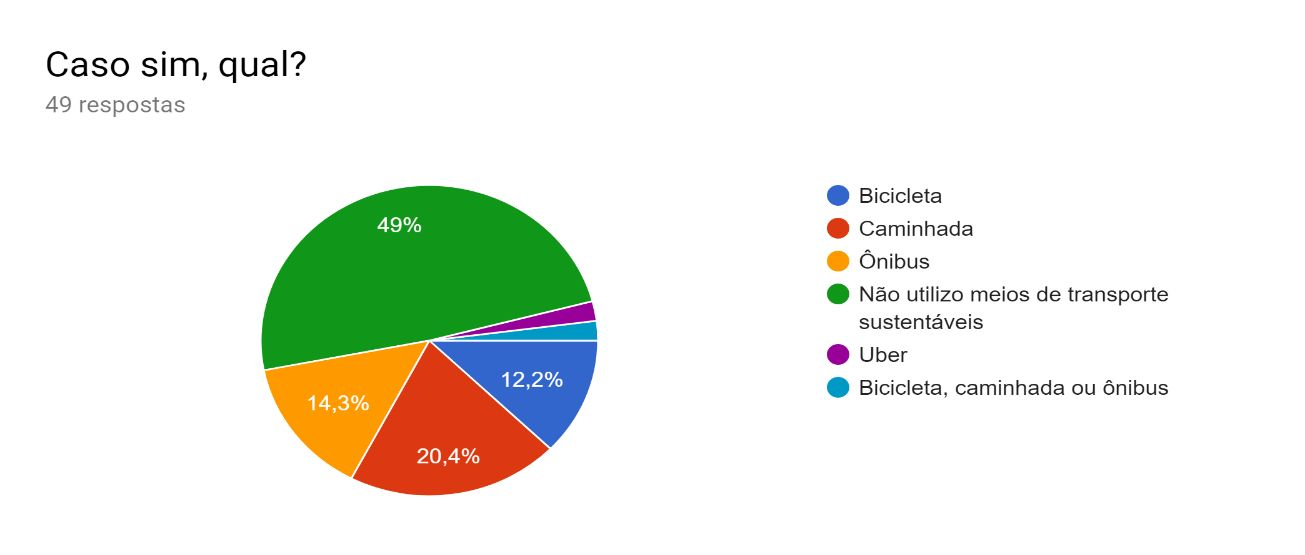 Caso sim, qual?
49 respostas
49%
12,2%
14,3%
20,4%
Bicicleta
Caminhada
Ônibus
Não utilizo meios de transporte
sustentáveis
Uber
Bicicleta, caminhada ou ônibus